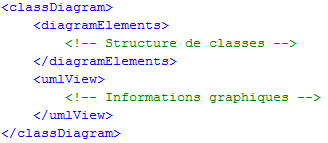 <classDiagram>
<diagramElements>
<!-- Structure de classes -->
</diagramElements>
<umlView>
<!-- Informations graphiques -->
</umlView>
</classDiagram>